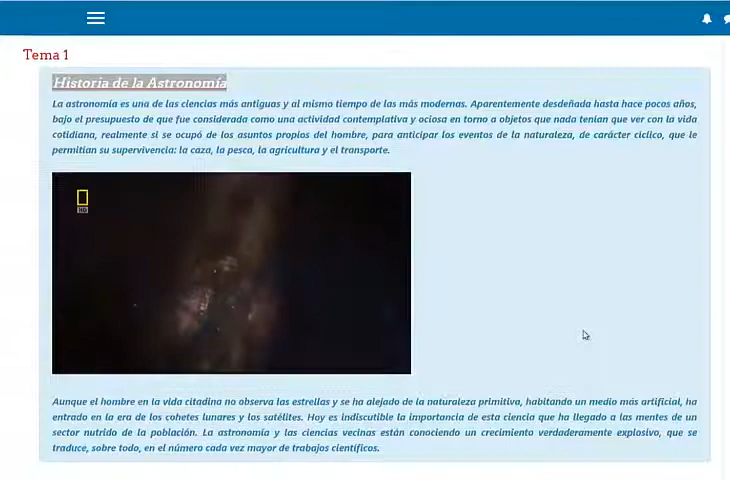 Tema 1
Historia de la Astronomía
La astronomía es una de las ciencias más antiguas y al mismo tiempo de las más modernas. Aparentemente desdeñada hasta hace pocos años,
bajo el presupuesto de que fue considerada como una actividad contemplativa y ociosa en torno a objetos que nada tenían que ver con la vida
cotidiana, realmente si se ocupó de los asuntos propios del hombre, para anticipar los eventos de la naturaleza, de carácter cíclico, que le
permitían su supervivencia: la caza, la pesca, la agricultura y el transporte.
Aunque el hombre en la vida citadina no observa las estrellas y se ha alejado de la naturaleza primitiva, habitando un medio más artificial, ha
entrado en la era de los cohetes lunares y los satélites. Hoy es indiscutible la importancia de esta ciencia que ha llegado a las mentes de un
sector nutrido de la población. La astronomía y las ciencias vecinas están conociendo un crecimiento verdaderamente explosivo, que se
traduce, sobre todo, en el número cada vez mayor de trabajos científicos.